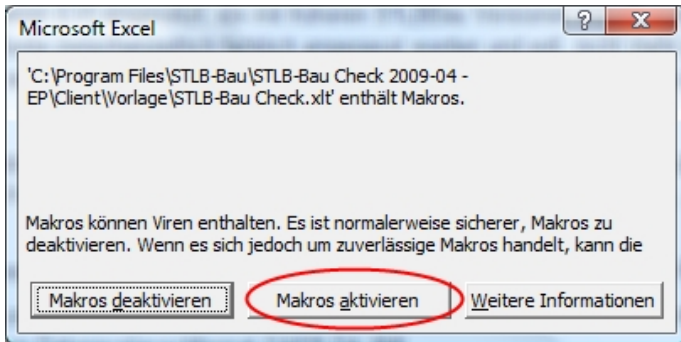 Microsoft Excel
'C:\Program Files\STLB-Bau\STLB-Bau Check 2009-04 -
EP\Client\Vorlage\STLB-Bau Check.xlt' enthält Makros.
Makros können Viren enthalten. Es ist normalerweise sicherer, Makros zu
deaktivieren. Wenn es sich jedoch um zuverlässige Makros handelt, kann die
Makros deaktivieren
Makros aktivieren
Weitere Informationen